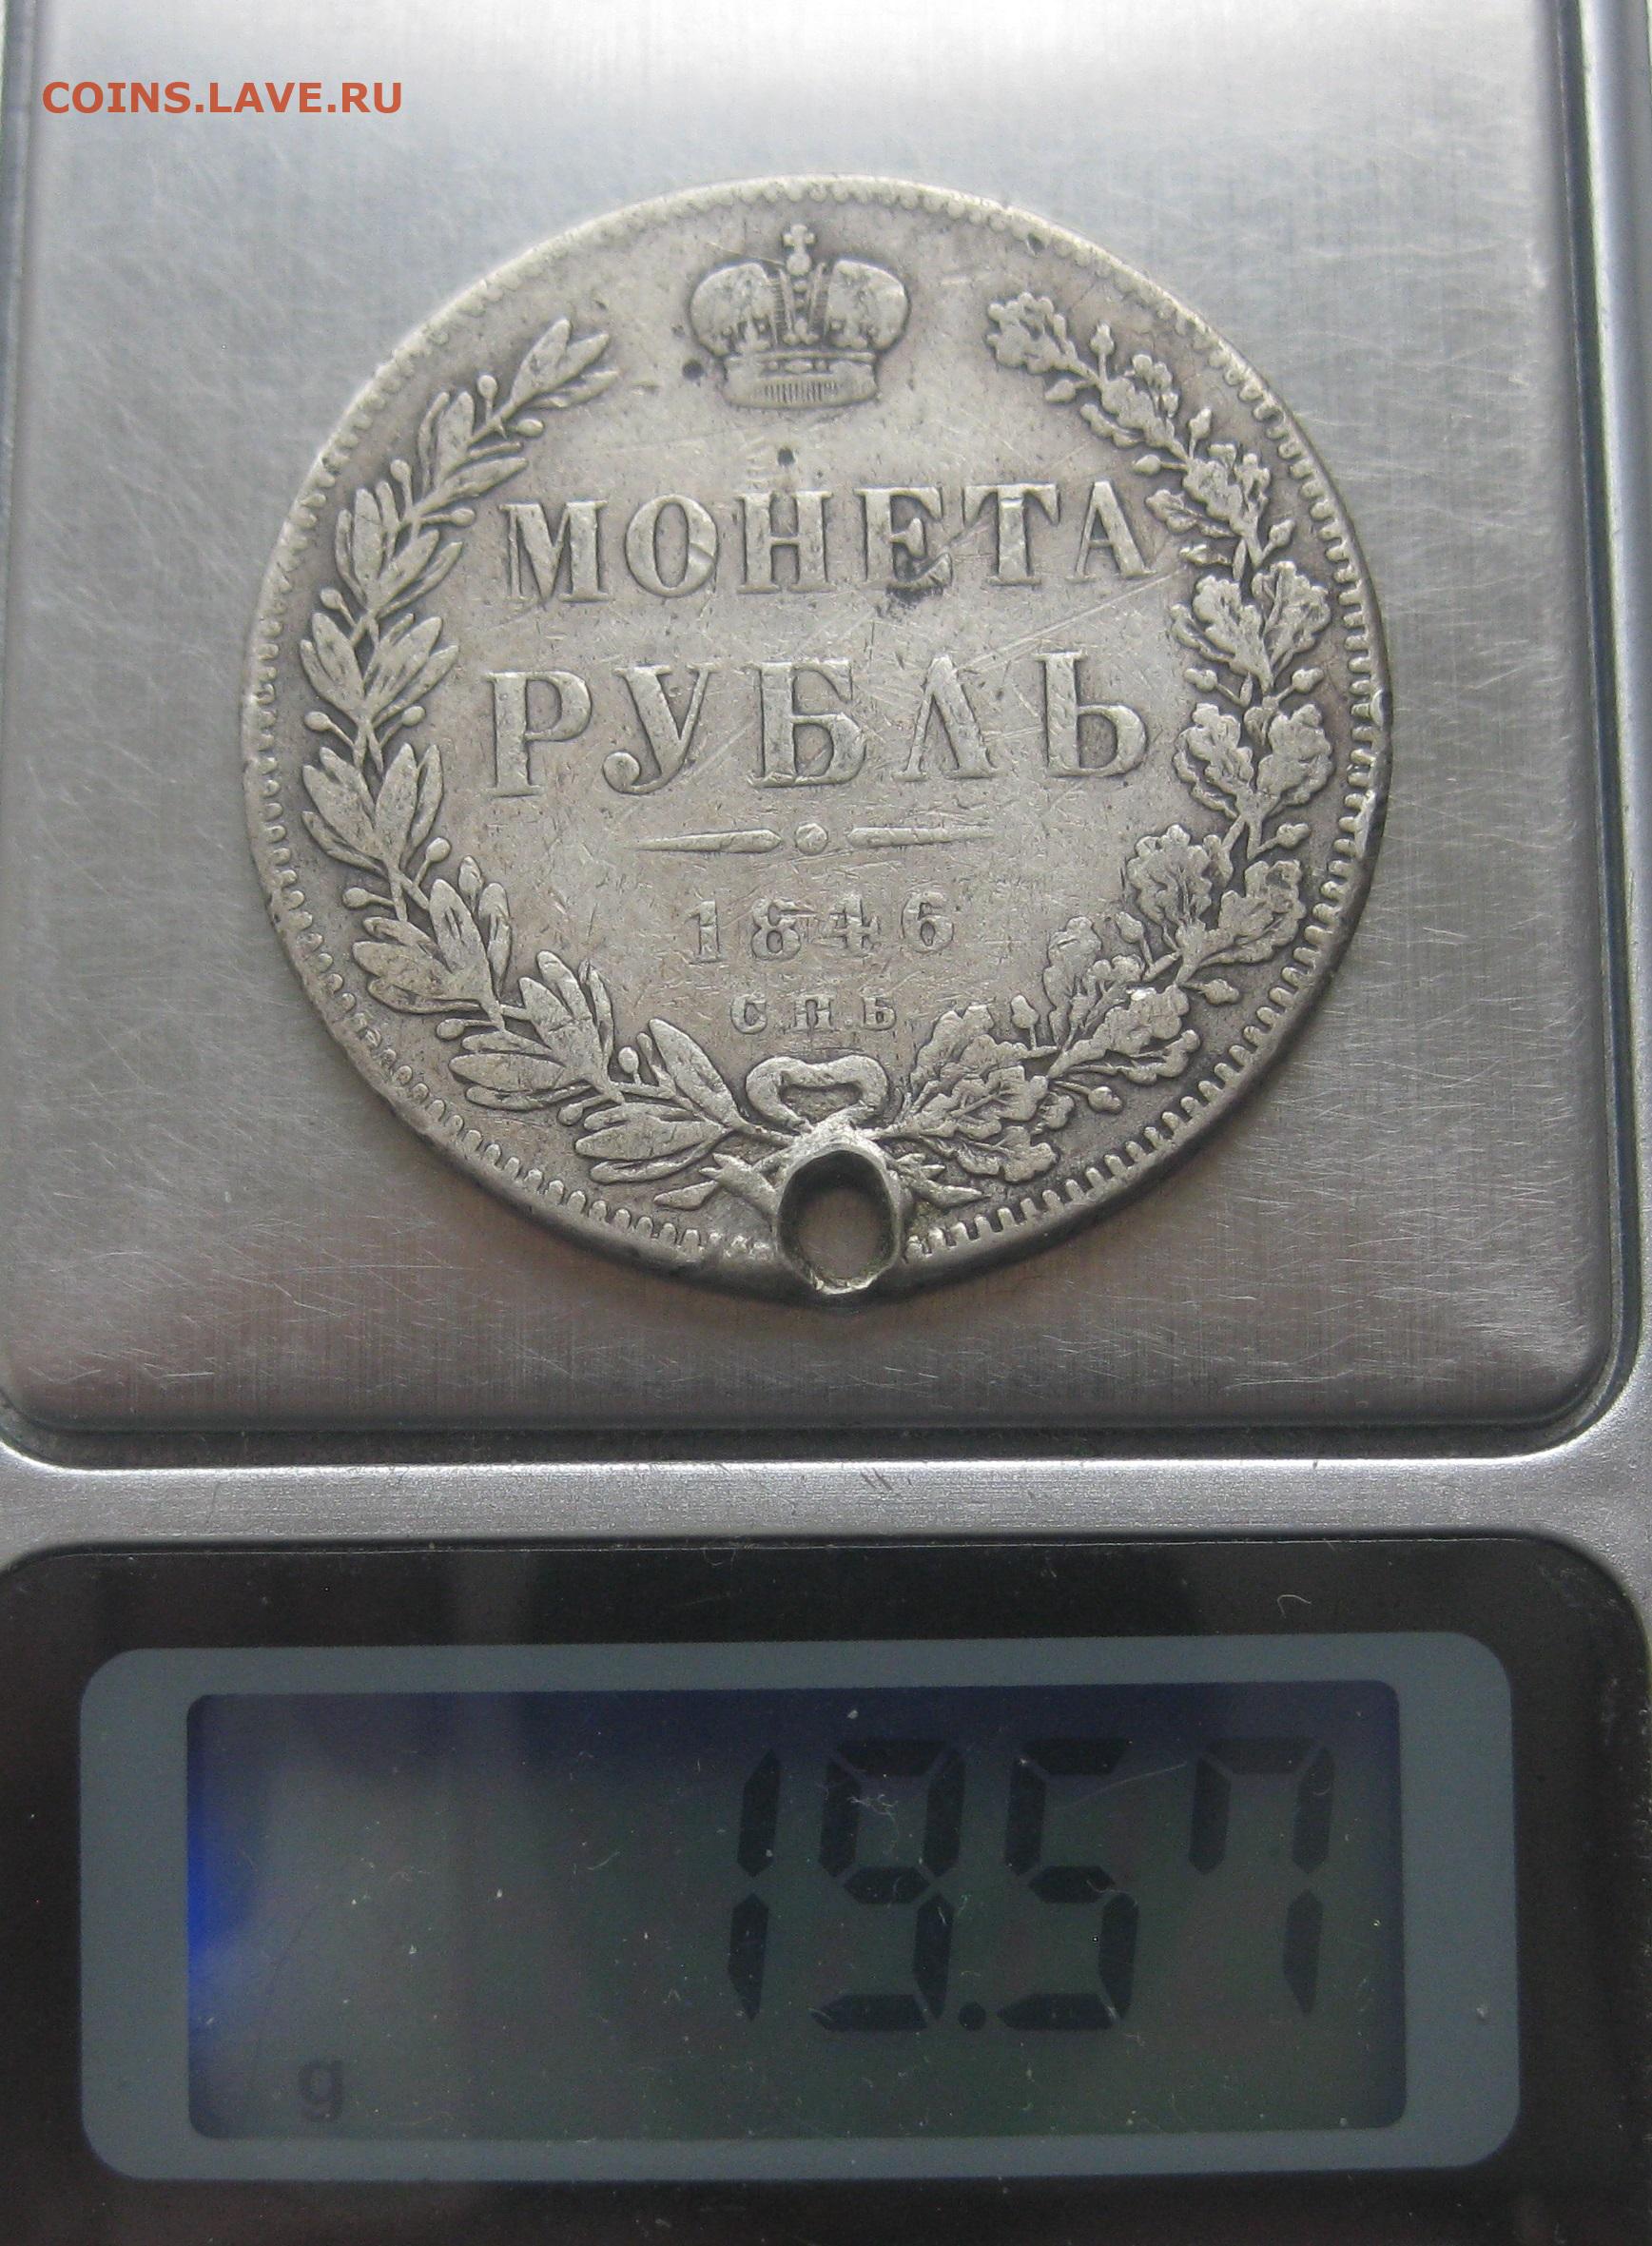 COINS.LAVE.RU
МОНЕТА
РУБЛЬ
1846
СПБ
19.57
g